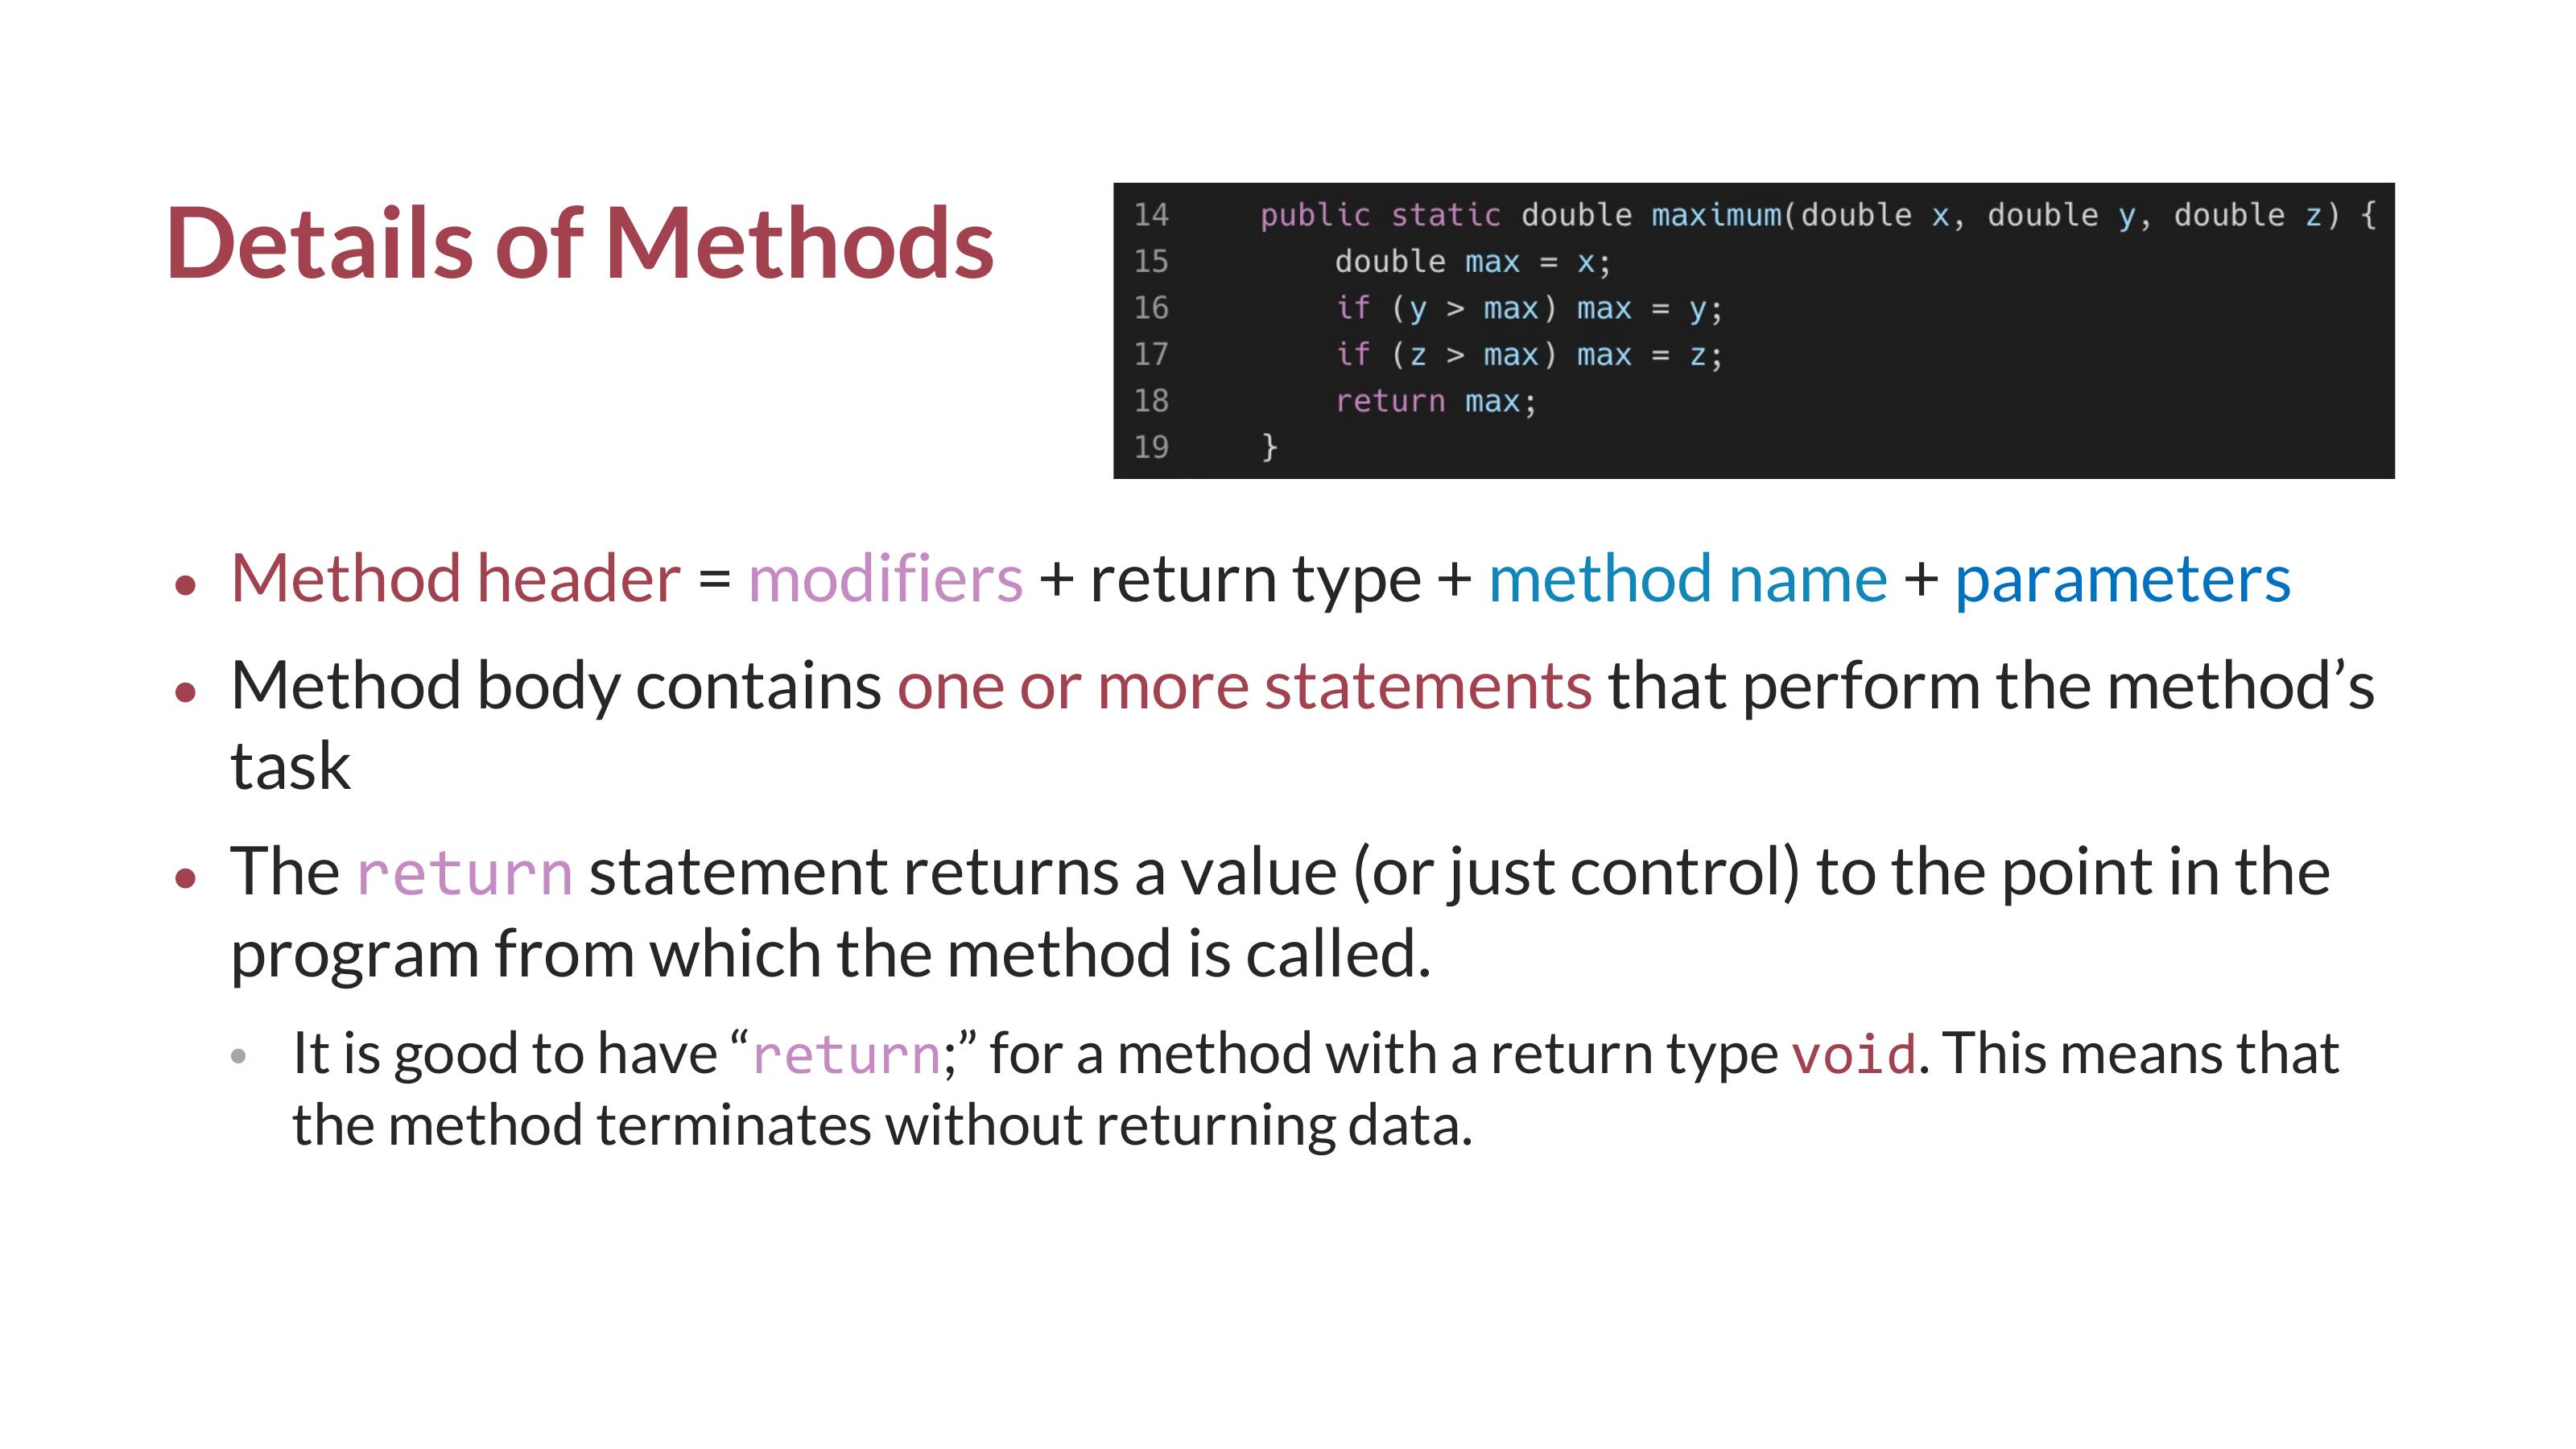 Details of Methods
14 public static double maximum(double x, double y, double z) {
15 double max = x;
16 if (y > max) max = y;
17 if (z > max) max = z;
18 return max;
19 }
• Method header = modifiers + return type + method name + parameters
• Method body contains one or more statements that perform the method’s
task
• The return statement returns a value (or just control) to the point in the
program from which the method is called.
• It is good to have “return;” for a method with a return type void. This means that
the method terminates without returning data.